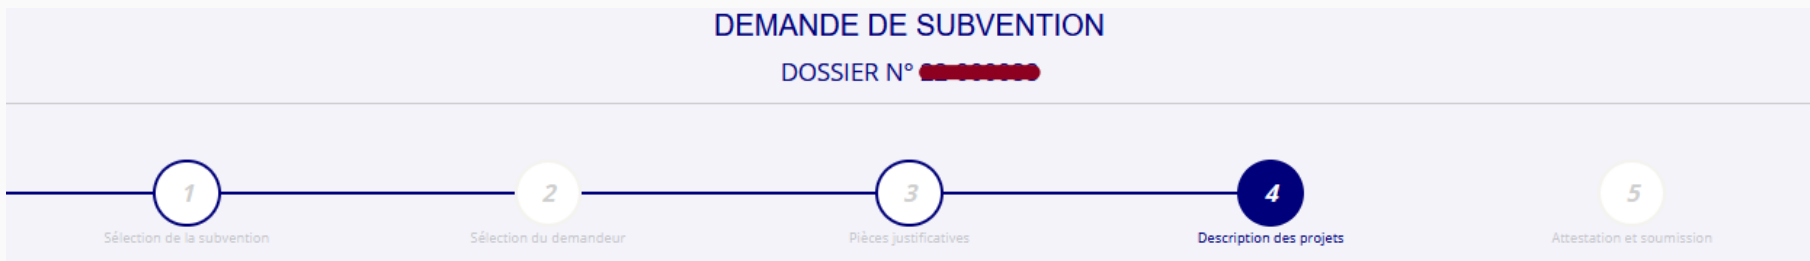 DEMANDE DE SUBVENTION
DOSSIER N°
1
2
3
4
5
Sélection de la subvention
Sélection du demandeur
Pièces justificatives
Description des projets
Attestation et soumission